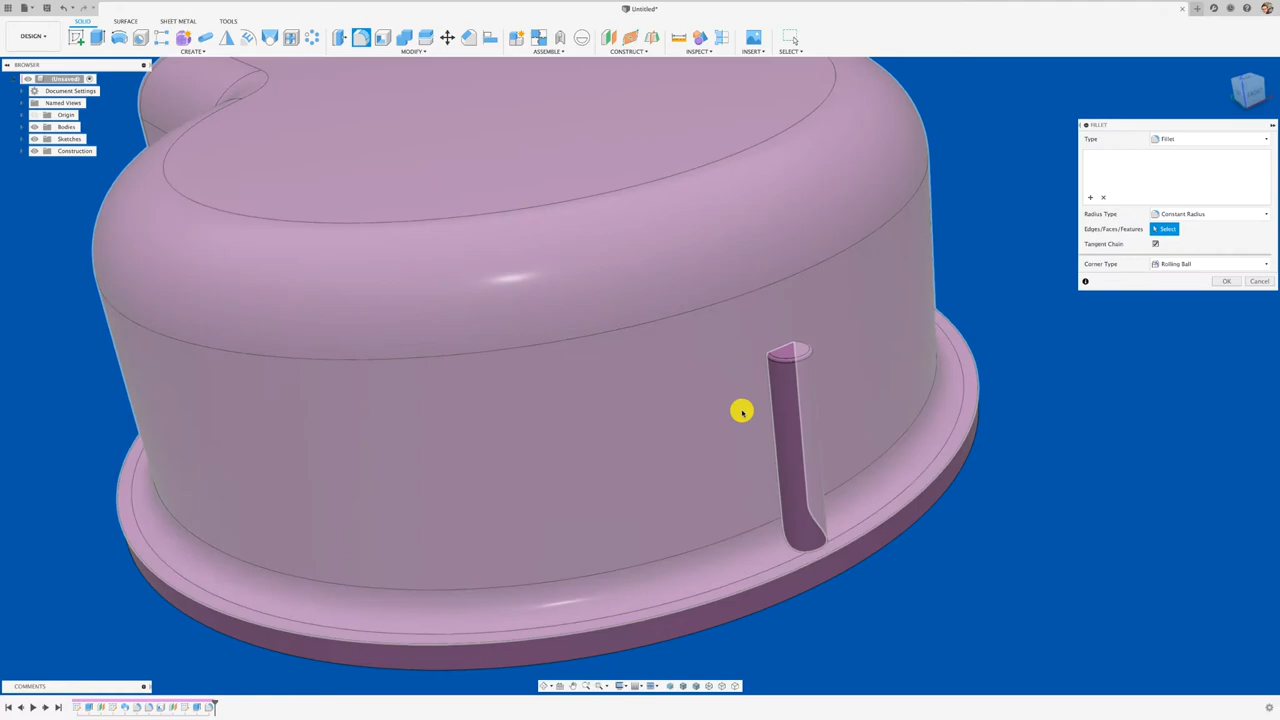 Untitled*
SOLID SURFACE SHEET METAL TOOLS
DESIGN
CREATE MODIFY ASSEMBLE CONSTRUCT INSPECT INSERT SELECT
BROWSER
(Unsaved)
Document Settings
Named Views
Origin
Bodies
Sketches
Construction
FRONT
FILLET
Type Fillet
Radius Type Constant Radius
Edges/Faces/Features Select
Tangent Chain
Corner Type Rolling Ball
OK Cancel
COMMENTS